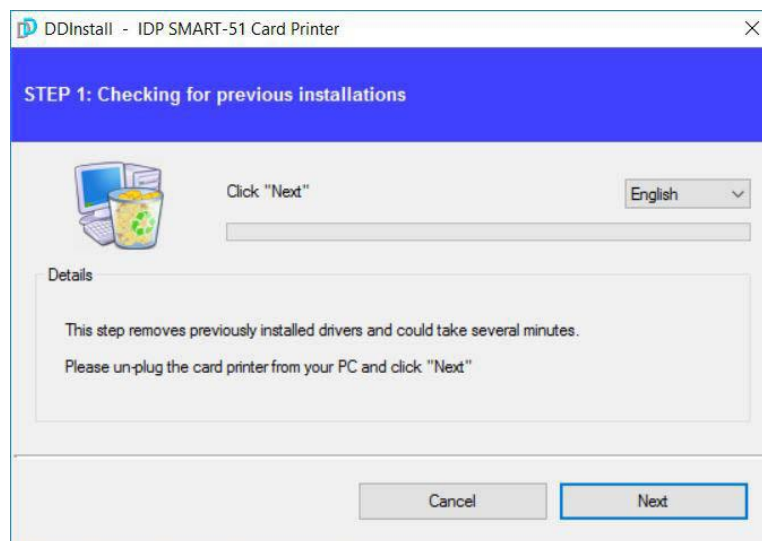 DDInstall - IDP SMART-51 Card Printer
STEP 1: Checking for previous installations
Click "Next"
English
Details
This step removes previously installed drivers and could take several minutes.
Please un-plug the card printer from your PC and click "Next"
Cancel
Next